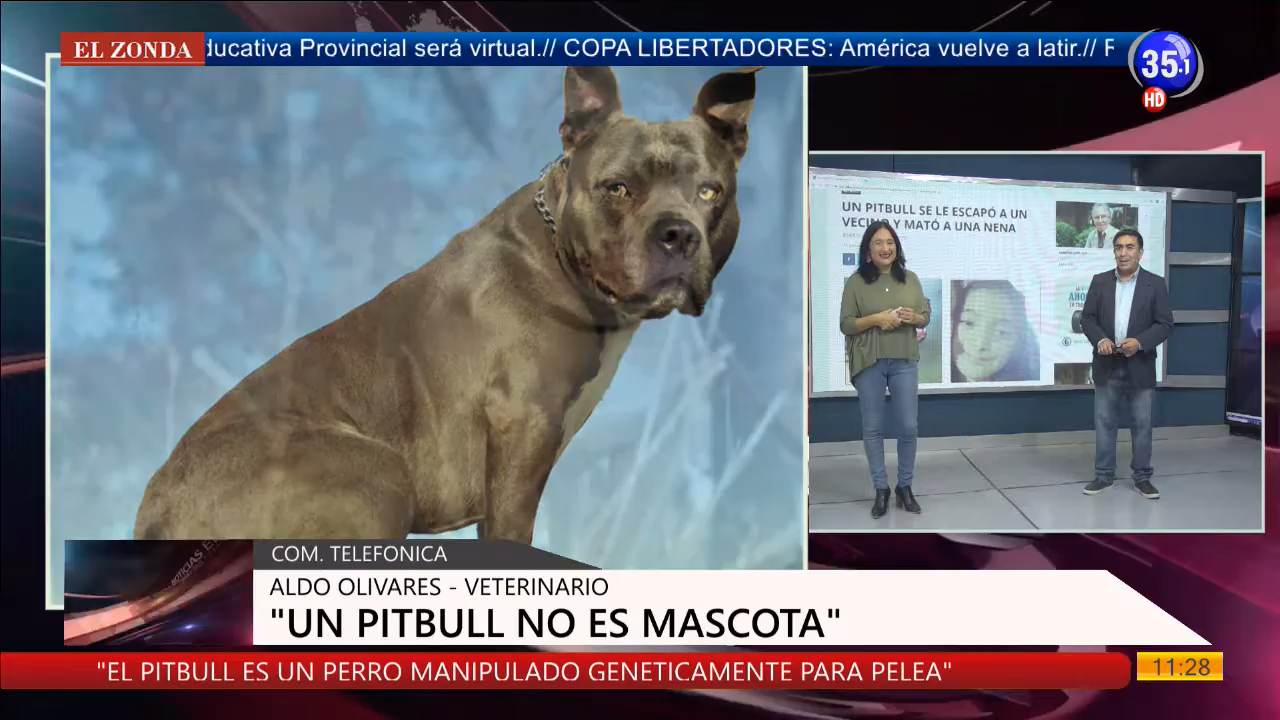 EL ZONDA
ducativa Provincial será virtual.// COPA LIBERTADORES: América vuelve a latir.//
35.1
HD
UN PITBULL SE LE ESCAPÓ A UN
VECINO Y MATÓ A UNA NENA
COM. TELEFONICA
ALDO OLIVARES - VETERINARIO
"UN PITBULL NO ES MASCOTA"
"EL PITBULL ES UN PERRO MANIPULADO GENETICAMENTE PARA PELEA"
11:28